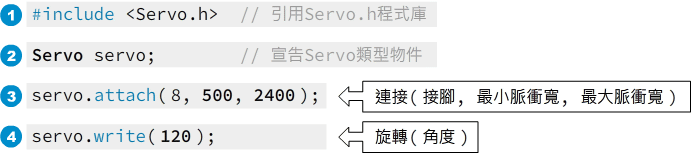 1 #include <Servo.h> // 引用Servo.h程式庫
2 Servo servo; // 宣告Servo類型物件
3 servo.attach(8, 500, 2400); 連接(接腳, 最小脈衝寬, 最大脈衝寬)
4 servo.write(120); 旋轉(角度)